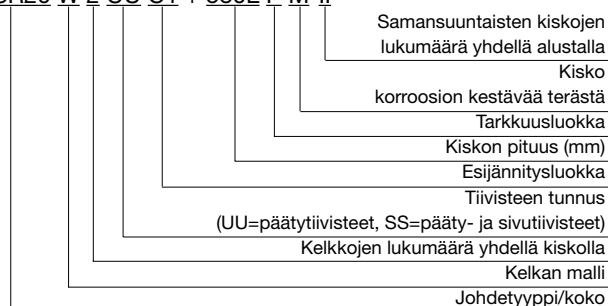 Samansuuntaisten kiskojen
lukumäärä yhdellä alustalla
Kisko
korroosion kestävää terästä
Tarkkuusluokka
Kiskon pituus (mm)
Esijännitysluokka
Tiivisteen tunnus
(UU=päätytiivisteet, SS=pääty- ja sivutiivisteet)
Kelkkojen lukumäärä yhdellä kiskolla
Kelkan malli
Johdetyyppi/koko